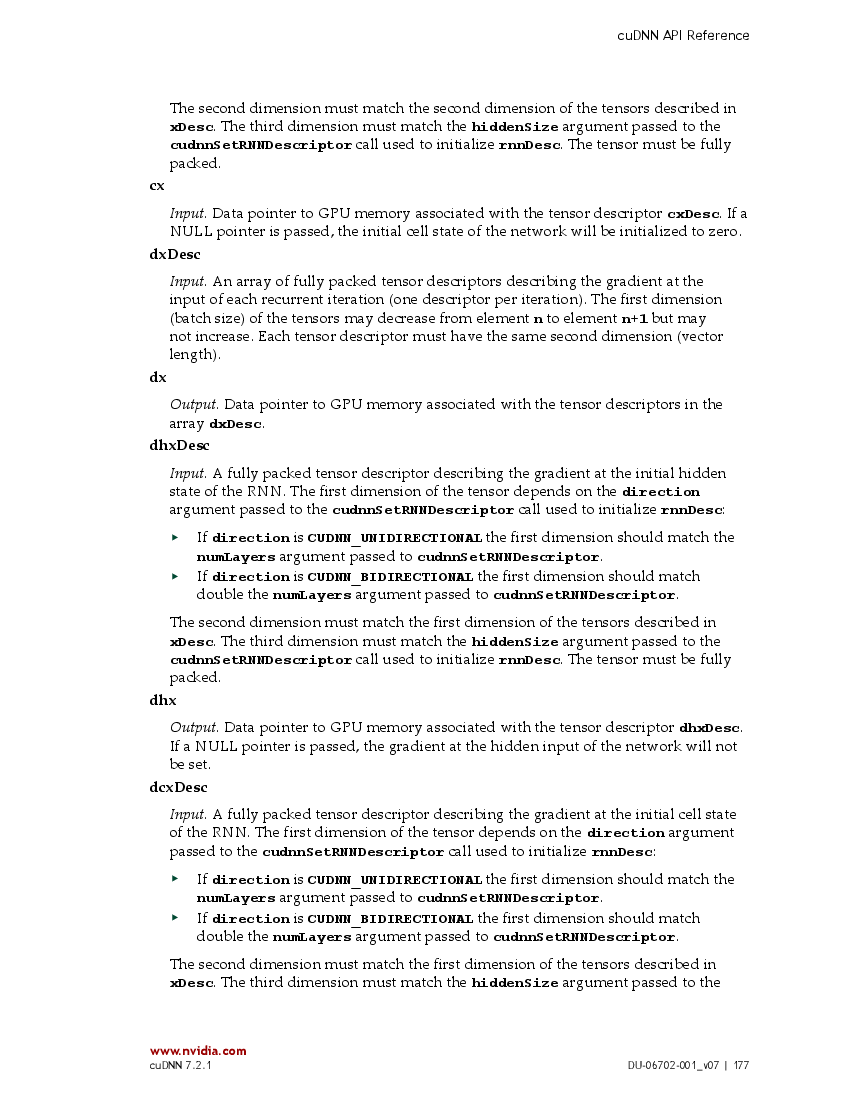 cuDNN API Reference
The second dimension must match the second dimension of the tensors described in
xDesc. The third dimension must match the hiddenSize argument passed to the
cudnnSetRNNDescriptor call used to initialize rnnDesc. The tensor must be fully
packed.
cx
Input. Data pointer to GPU memory associated with the tensor descriptor cxDesc. If a
NULL pointer is passed, the initial cell state of the network will be initialized to zero.
dxDesc
Input. An array of fully packed tensor descriptors describing the gradient at the
input of each recurrent iteration (one descriptor per iteration). The first dimension
(batch size) of the tensors may decrease from element n to element n+1 but may
not increase. Each tensor descriptor must have the same second dimension (vector
length).
dx
Output. Data pointer to GPU memory associated with the tensor descriptors in the
array dxDesc.
dhxDesc
Input. A fully packed tensor descriptor describing the gradient at the initial hidden
state of the RNN. The first dimension of the tensor depends on the direction
argument passed to the cudnnSetRNNDescriptor call used to initialize rnnDesc:
▸ If direction is CUDNN_UNIDIRECTIONAL the first dimension should match the
numLayers argument passed to cudnnSetRNNDescriptor.
▸ If direction is CUDNN_BIDIRECTIONAL the first dimension should match
double the numLayers argument passed to cudnnSetRNNDescriptor.
The second dimension must match the first dimension of the tensors described in
xDesc. The third dimension must match the hiddenSize argument passed to the
cudnnSetRNNDescriptor call used to initialize rnnDesc. The tensor must be fully
packed.
dhx
Output. Data pointer to GPU memory associated with the tensor descriptor dhxDesc.
If a NULL pointer is passed, the gradient at the hidden input of the network will not
be set.
dcxDesc
Input. A fully packed tensor descriptor describing the gradient at the initial cell state
of the RNN. The first dimension of the tensor depends on the direction argument
passed to the cudnnSetRNNDescriptor call used to initialize rnnDesc:
▸ If direction is CUDNN_UNIDIRECTIONAL the first dimension should match the
numLayers argument passed to cudnnSetRNNDescriptor.
▸ If direction is CUDNN_BIDIRECTIONAL the first dimension should match
double the numLayers argument passed to cudnnSetRNNDescriptor.
The second dimension must match the first dimension of the tensors described in
xDesc. The third dimension must match the hiddenSize argument passed to the
www.nvidia.com
cuDNN 7.2.1
DU-06702-001_v07 | 177